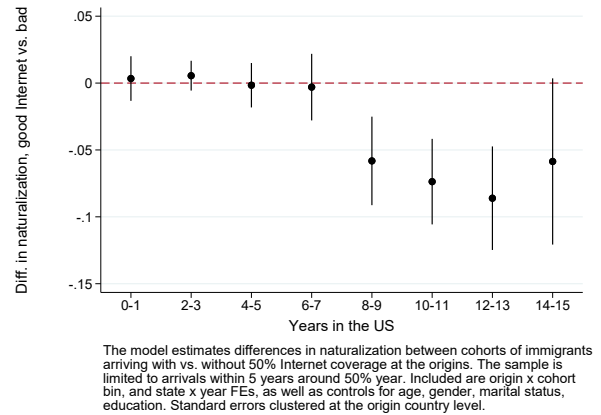 Diff. in naturalization, good Internet vs. bad
.05
0
-.05
-.1
-.15
0-1 2-3 4-5 6-7 8-9 10-11 12-13 14-15
Years in the US
The model estimates differences in naturalization between cohorts of immigrants
arriving with vs. without 50% Internet coverage at the origins. The sample is
limited to arrivals within 5 years around 50% year. Included are origin x cohort
bin, and state x year FEs, as well as controls for age, gender, marital status,
education. Standard errors clustered at the origin country level.